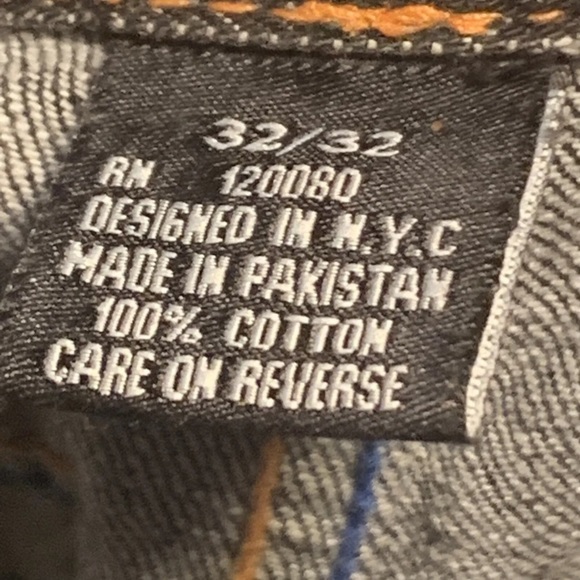 32/32
RN 120080
DESIGNED IN N.Y.C
MADE IN PAKISTAN
100% COTTON
CARE ON REVERSE